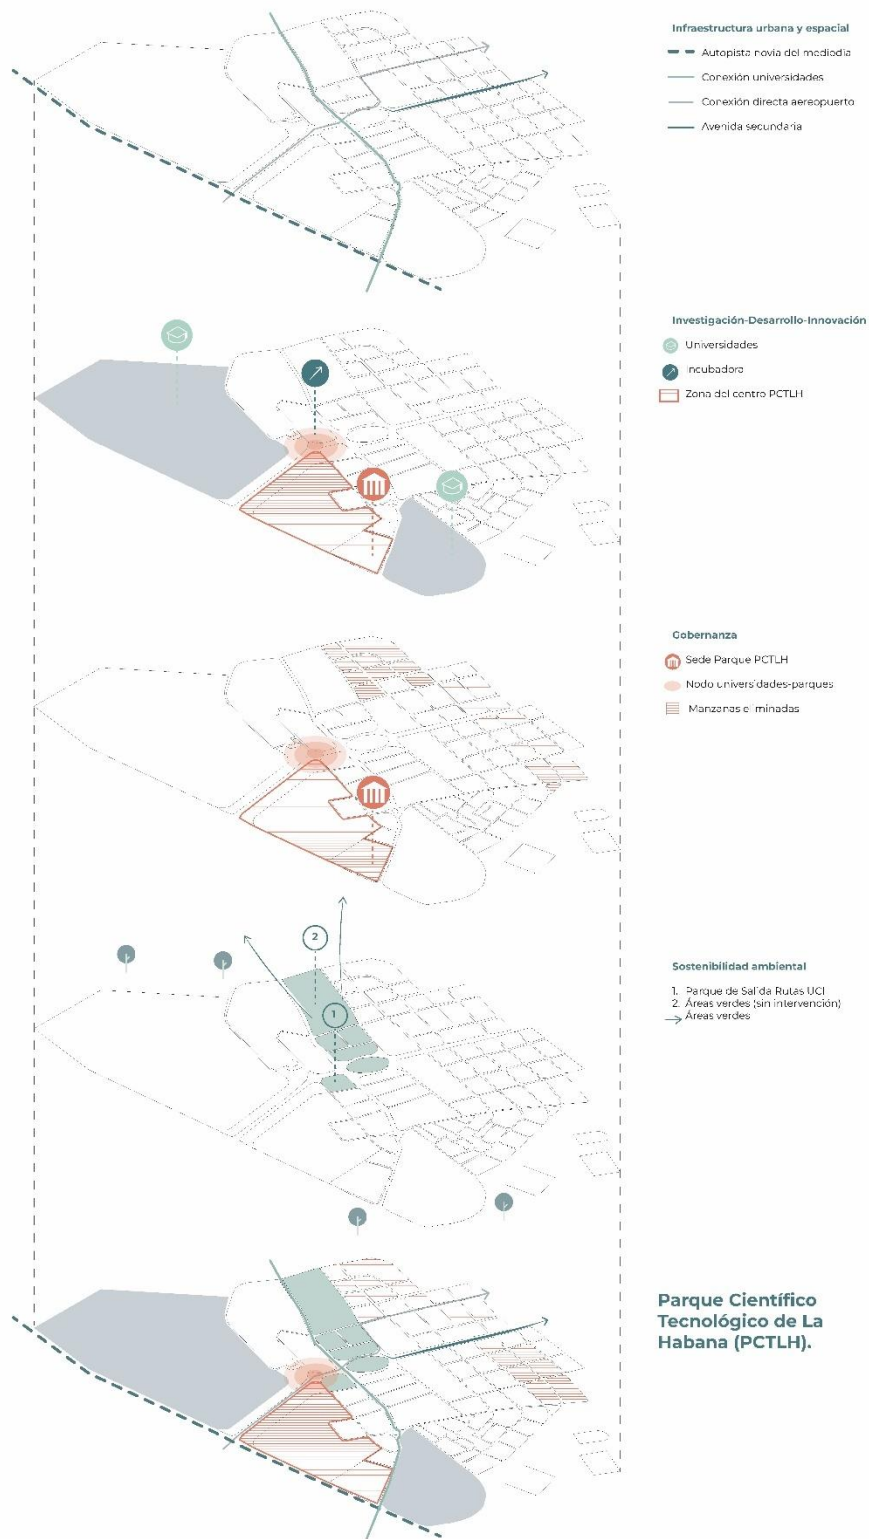 Infraestructura urbana y espacial
Autopista novia del mediodía
Conexión universidades
Conexión directa aereopuerto
Avenida secundaria
Investigación-Desarrollo-Innovación
Universidades
Incubadora
Zona del centro PCTLH
Gobernanza
Sede Parque PCTLH
Nodo universidades-parques
Manzanas eliminadas
2
1
Sostenibilidad ambiental
1. Parque de Salida Rutas UCI
2. Áreas verdes (sin intervención)
Áreas verdes
Parque Científico
Tecnológico de La
Habana (PCTLH).